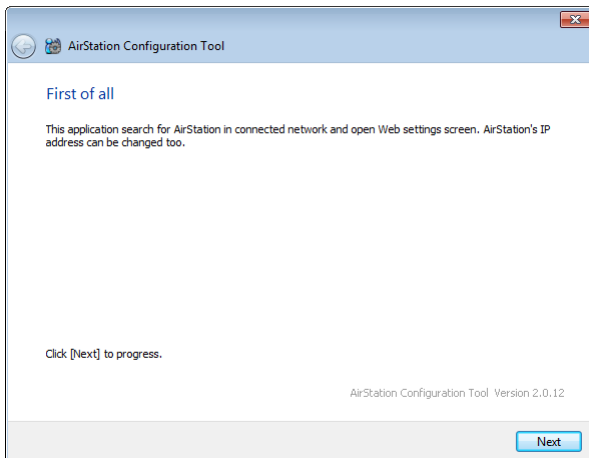 AirStation Configuration Tool
First of all
This application search for AirStation in connected network and open Web settings screen. AirStation's IP
address can be changed too.
Click [Next] to progress.
AirStation Configuration Tool Version 2.0.12
Next